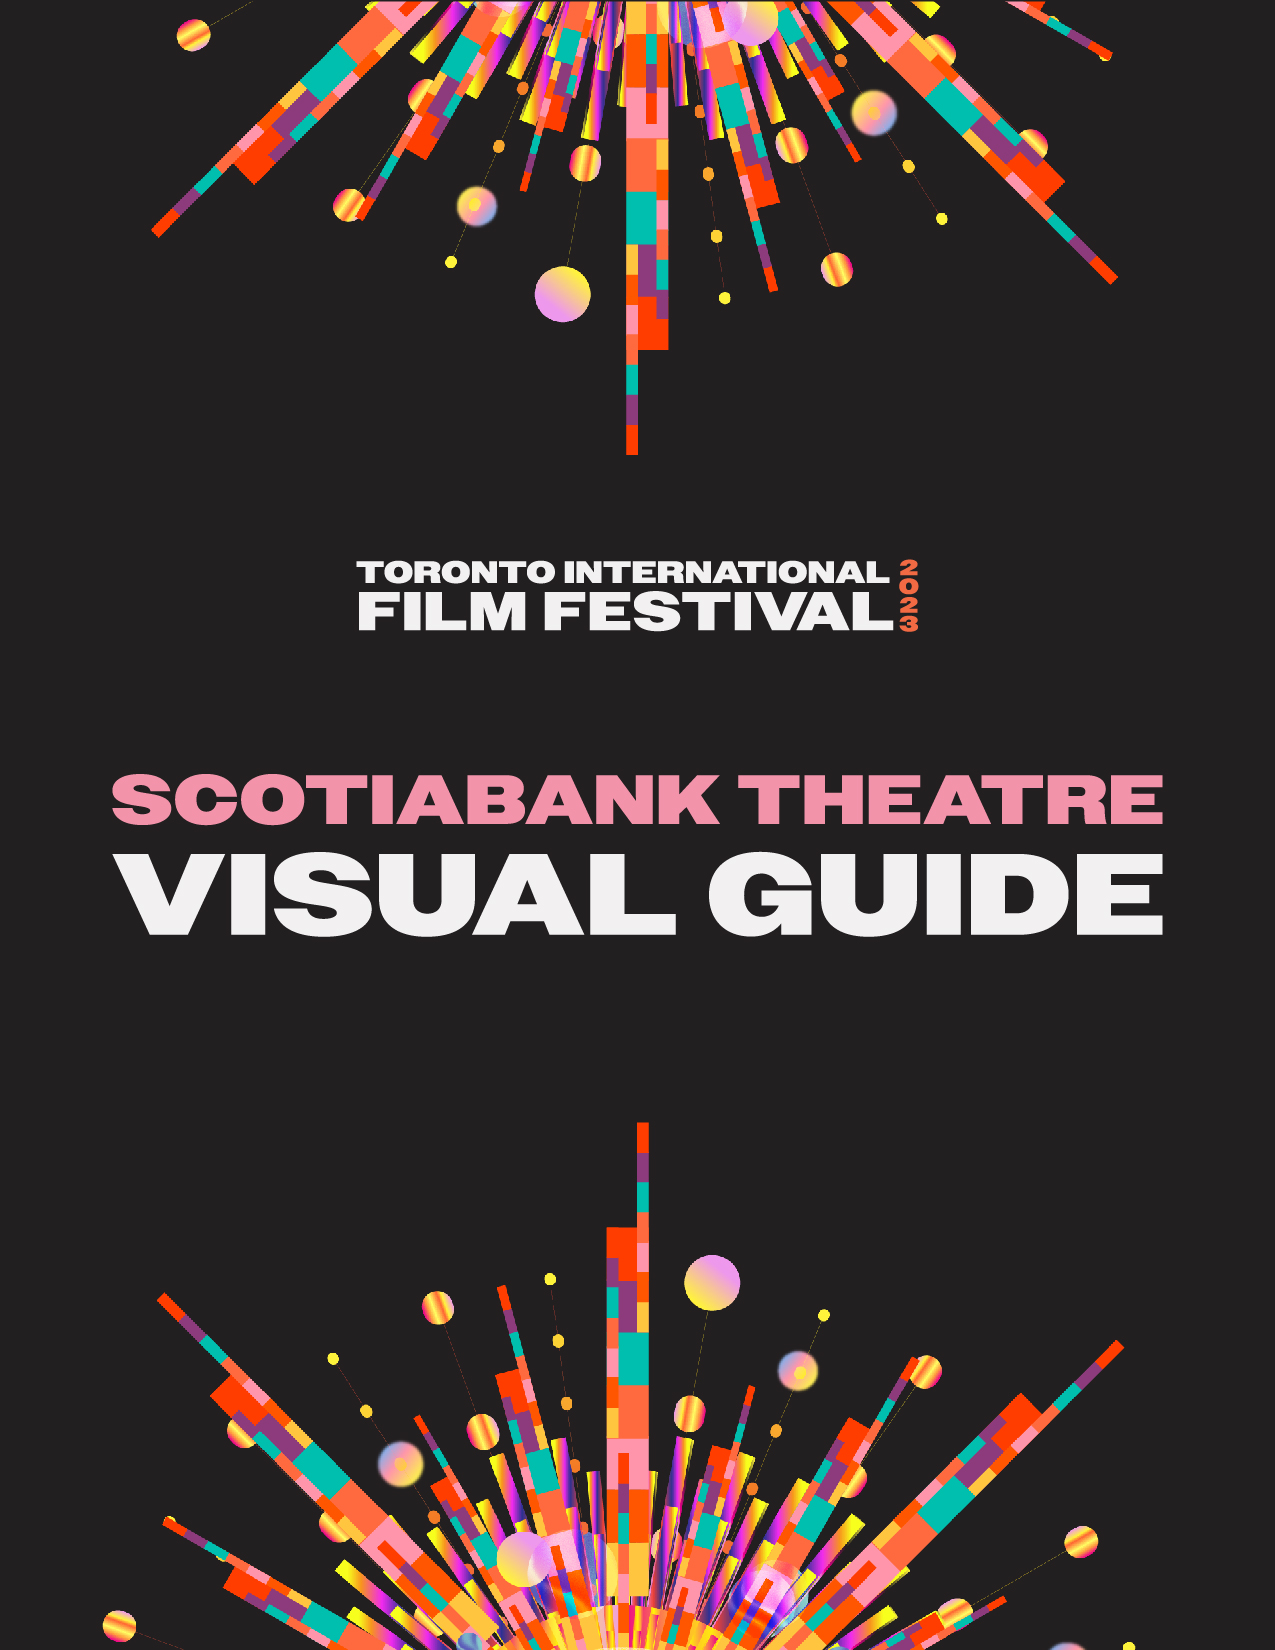 TORONTO INTERNATIONAL
FILM FESTIVAL
2023
SCOTIABANK THEATRE
VISUAL GUIDE